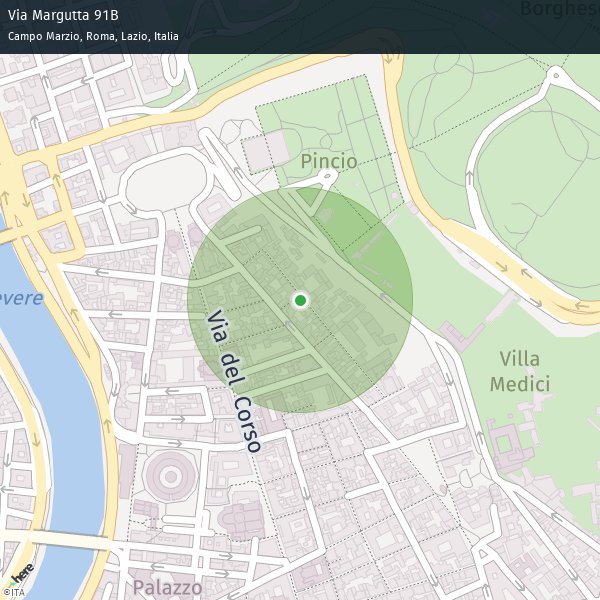 Via Margutta 91B
Campo Marzio, Roma, Lazio, Italia
Borghese
Pincio
evere
Via del Corso
Villa
Medici
Palazzo
here
©ITA